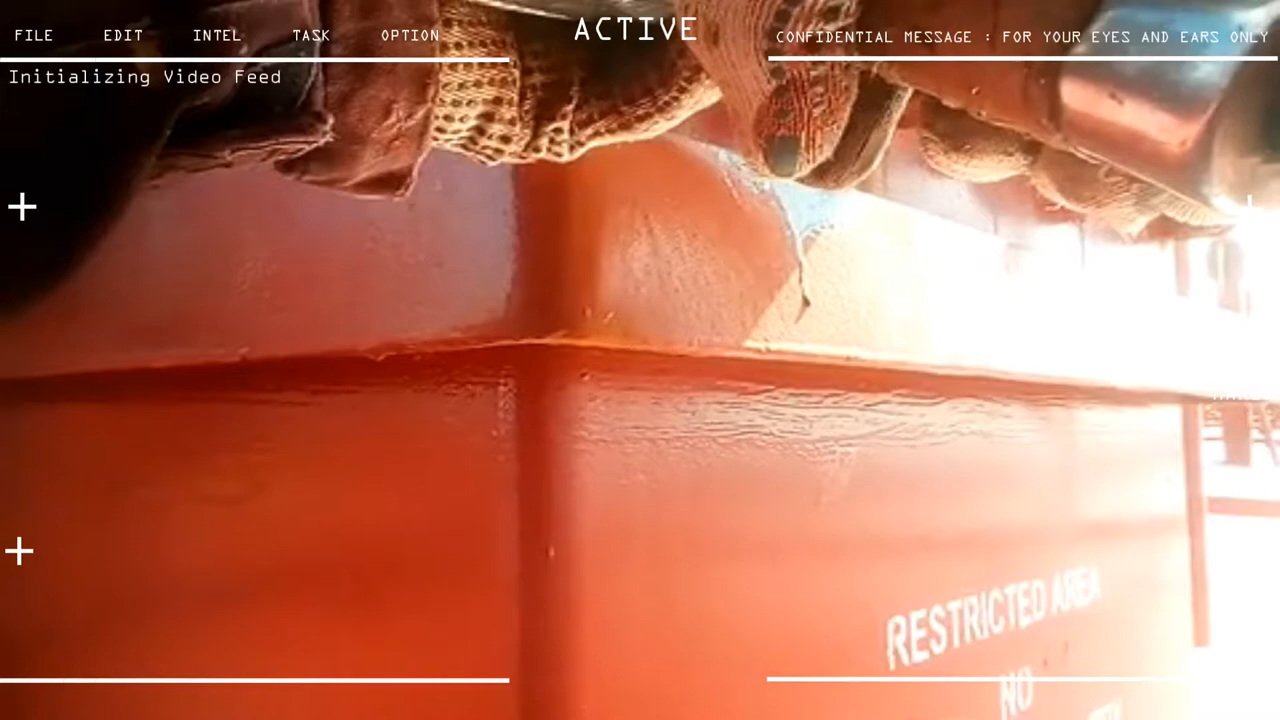 FILE EDIT INTEL TASK OPTION
ACTIVE
CONFIDENTIAL MESSAGE : FOR YOUR EYES AND EARS ONLY
Initializing Video Feed
RESTRICTED AREA
NO